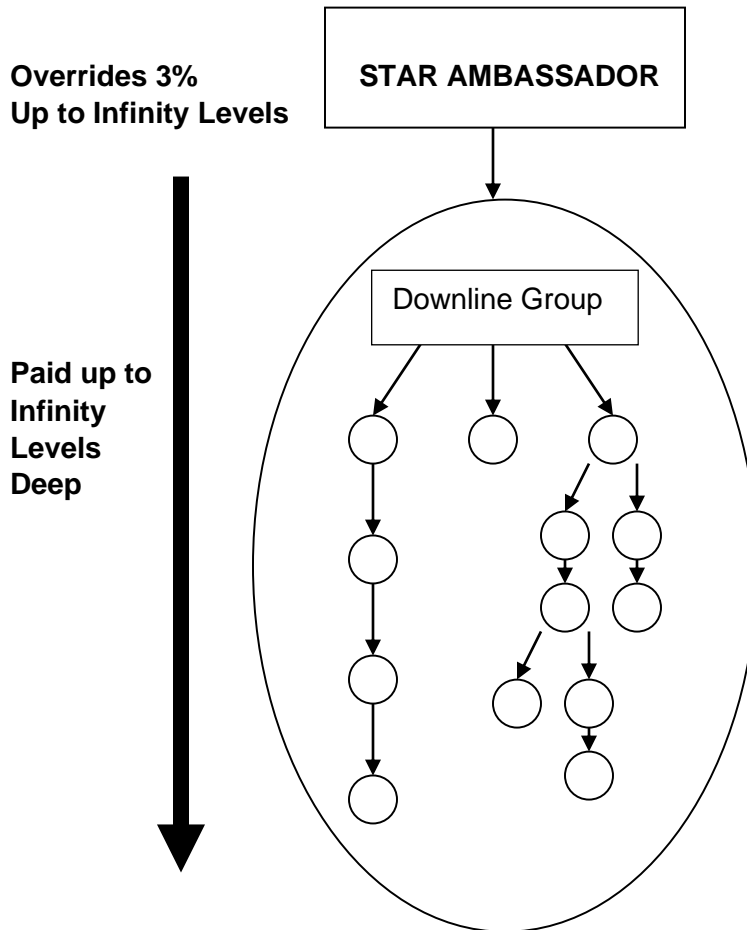 Overrides 3%
Up to Infinity Levels
STAR AMBASSADOR
Downline Group
Paid up to
Infinity
Levels
Deep